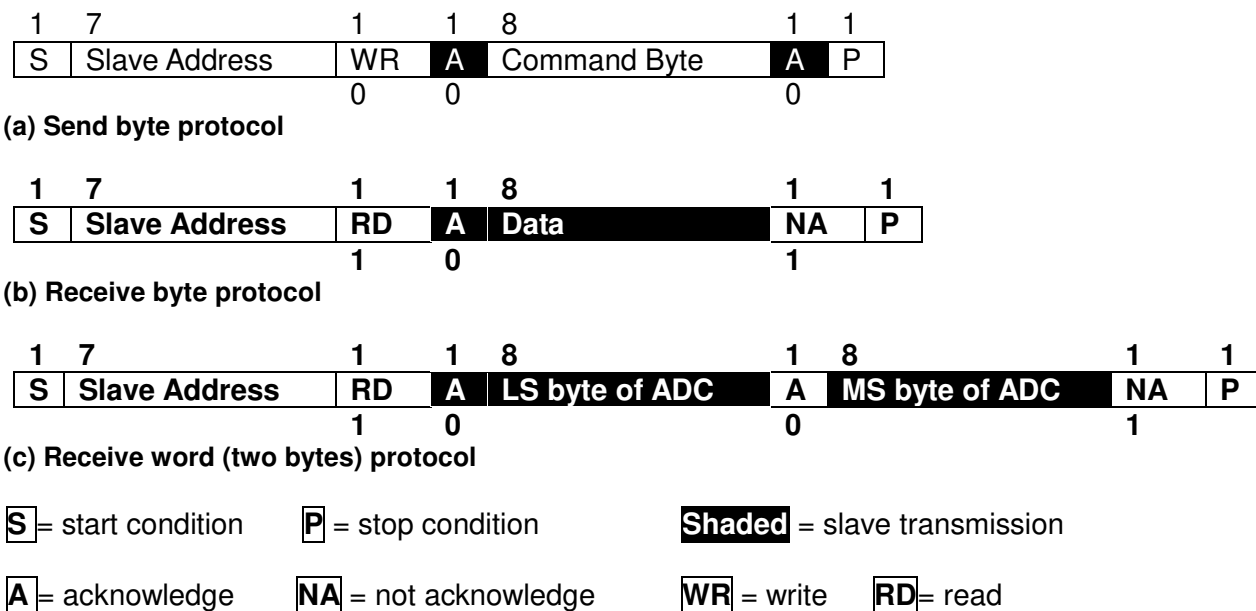 1 7 1 1 8 1 1
S Slave Address WR A Command Byte A P
0 0 0
(a) Send byte protocol
1 7 1 1 8 1 1
S Slave Address RD A Data NA P
1 0 1
(b) Receive byte protocol
1 7 1 1 8 1 8 1 1
S Slave Address RD A LS byte of ADC A MS byte of ADC NA P
1 0 0 1
(c) Receive word (two bytes) protocol
S = start condition P = stop condition Shaded = slave transmission
A = acknowledge NA = not acknowledge WR = write RD= read